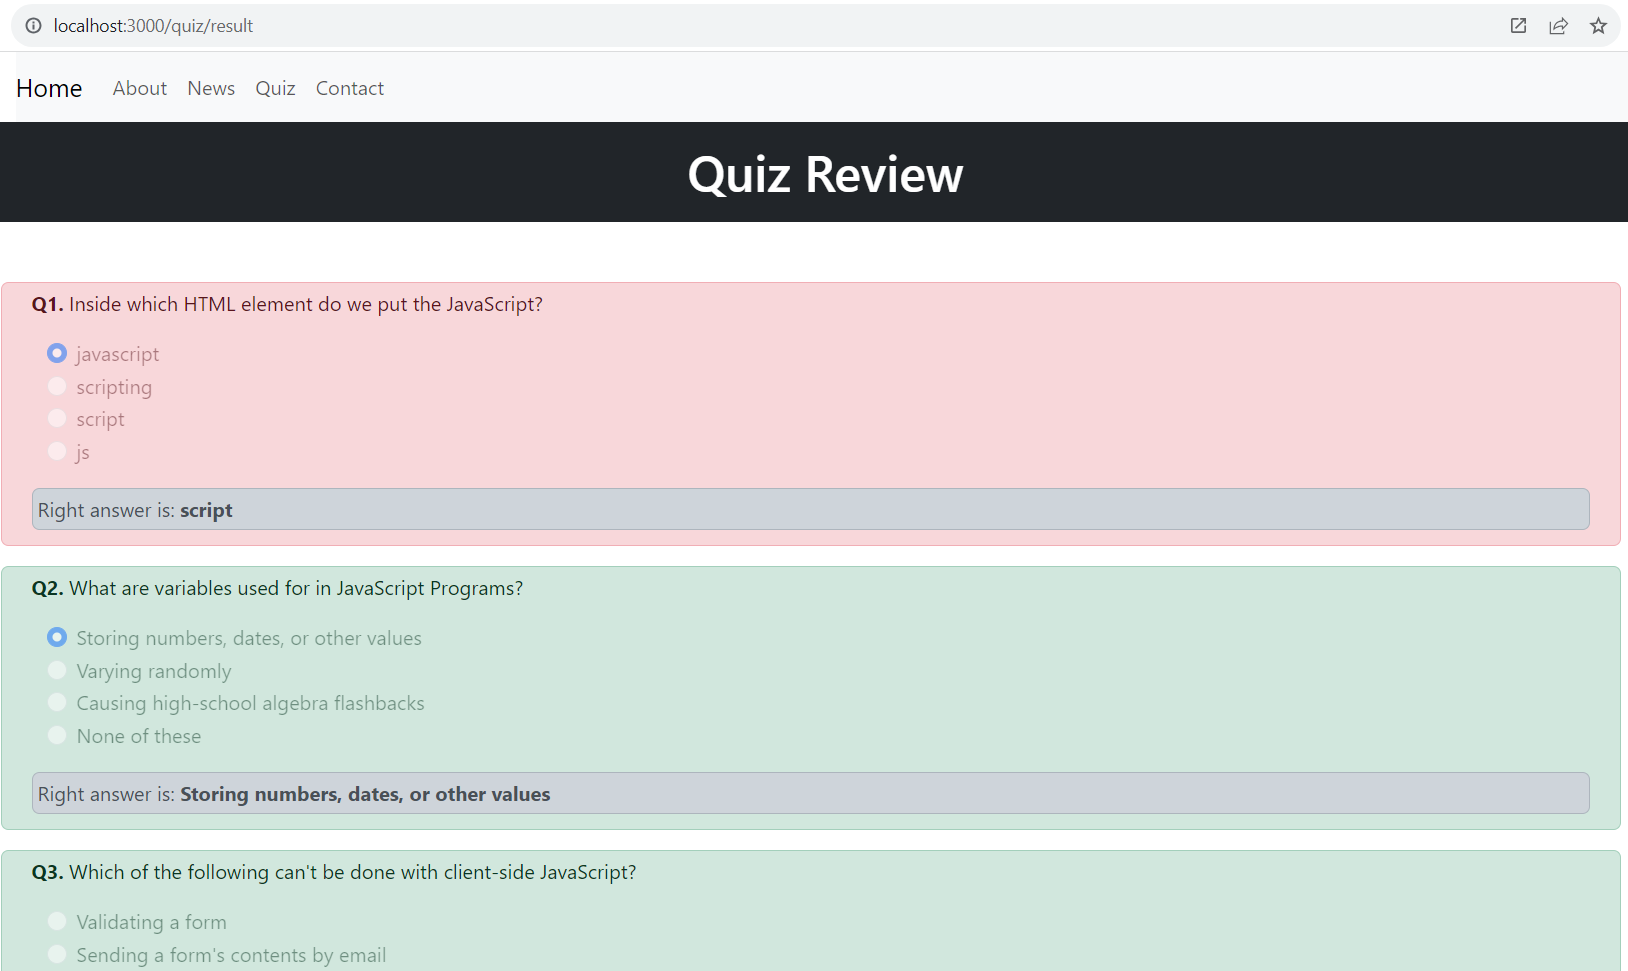 localhost:3000/quiz/result
Home About News Quiz Contact
Quiz Review
Q1. Inside which HTML element do we put the JavaScript?
javascript
scripting
script
js
Right answer is: script
Q2. What are variables used for in JavaScript Programs?
Storing numbers, dates, or other values
Varying randomly
Causing high-school algebra flashbacks
None of these
Right answer is: Storing numbers, dates, or other values
Q3. Which of the following can't be done with client-side JavaScript?
Validating a form
Sending a form's contents by email